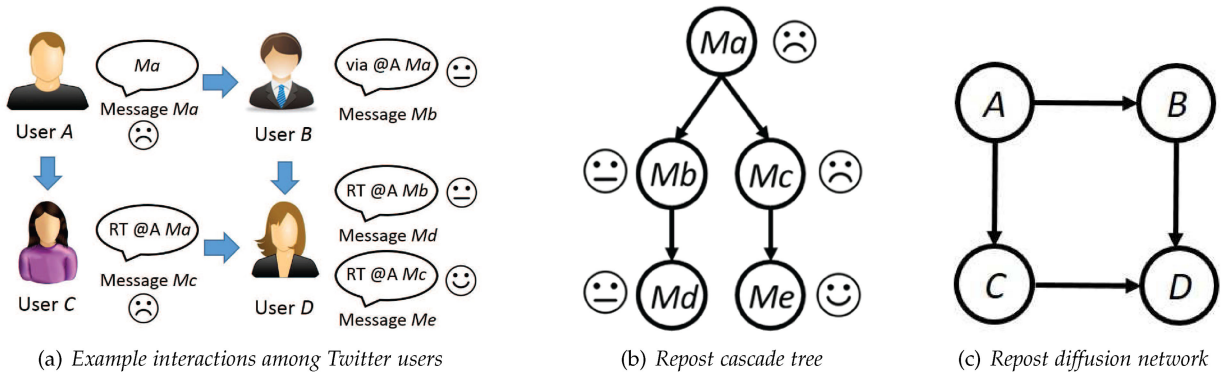 Ma
Message Ma
User A
via @A Ma
Message Mb
User B
RT @A Ma
Message Mc
User C
RT @A Mb
Message Md
RT @A Mc
Message Me
User D
(a) Example interactions among Twitter users
Ma
Mb
Mc
Md
Me
(b) Repost cascade tree
A
B
C
D
(c) Repost diffusion network